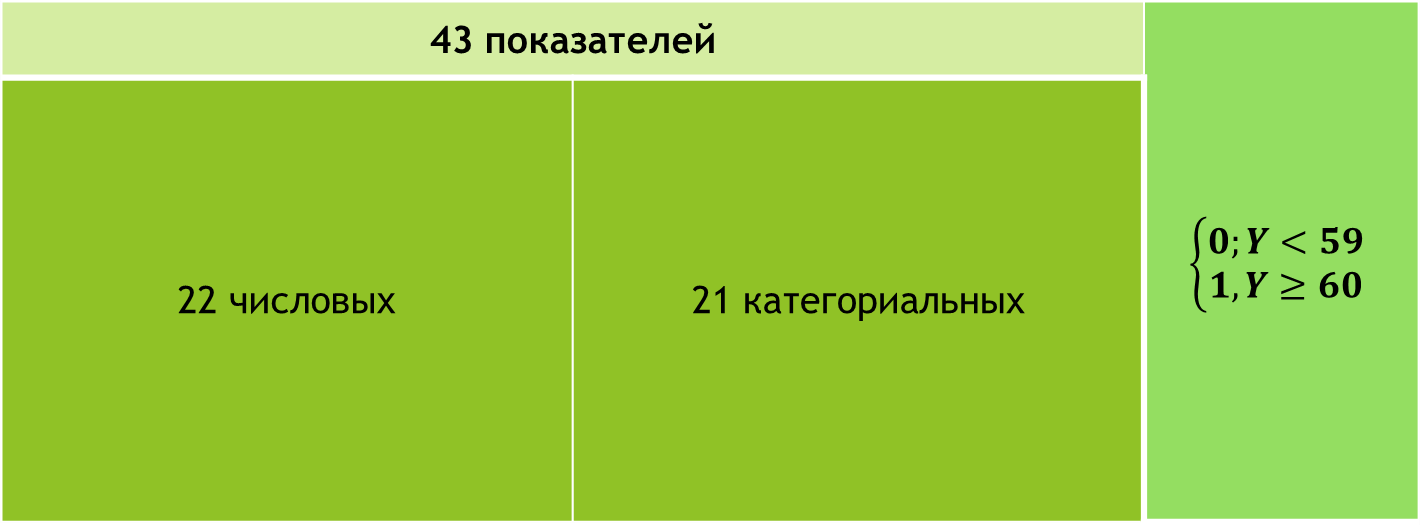 43 показателей
22 числовых
21 категориальных
0; Y < 59
1, Y ≥ 60